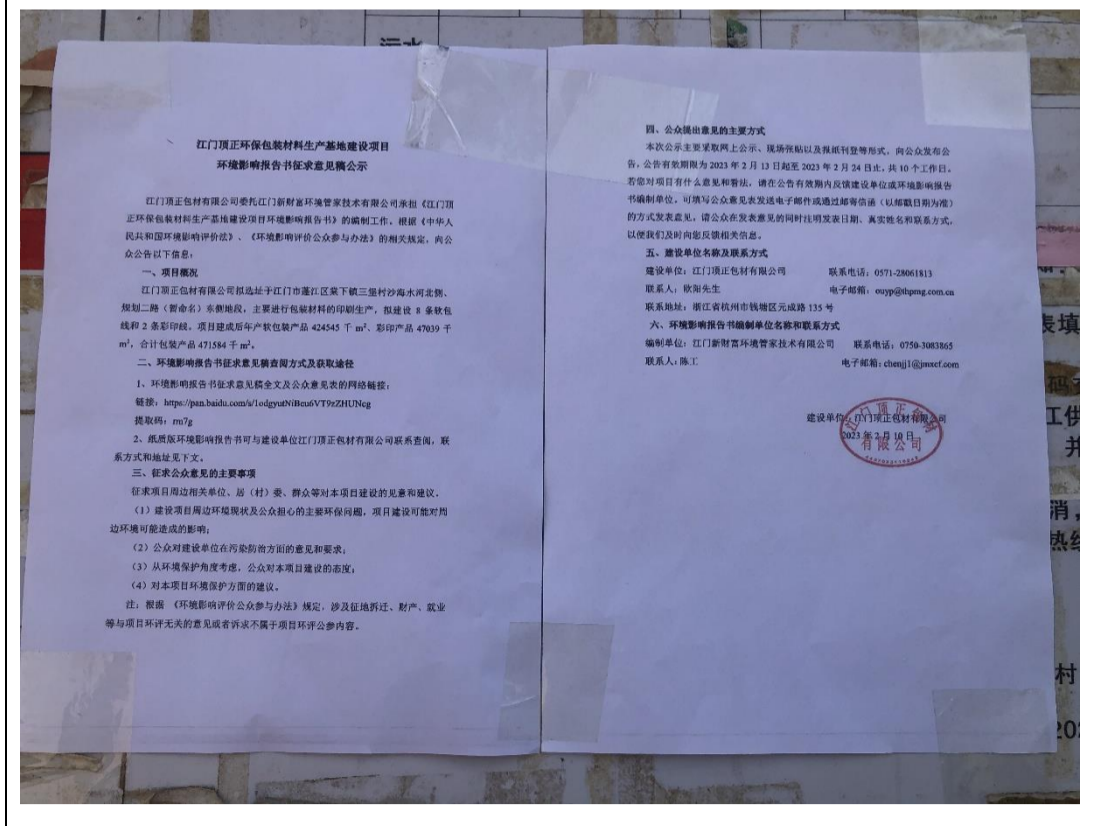 污水
江门顶正环保包装材料生产基地建设项目
环境影响报告书征求意见稿公示
江门顶正包材有限公司委托江门新财富环境管家技术有限公司承担《江门顶
正环保包装材料生产基地建设项目环境影响报告书》的编制工作。根据《中华人
民共和国环境影响评价法》、《环境影响评价公众参与办法》的相关规定，向公
众公告以下信息：
一、项目概况
江门顶正包材有限公司拟选址于江门市蓬江区棠下镇三堡村沙海水河北侧、
规划二路（暂命名）东侧地段，主要进行包装材料的印刷生产，拟建设 8 条软包
线和 2 条彩印线。项目建成后年产软包装产品 424545 千 m²、彩印产品 47039 千
m²，合计包装产品 471584 千 m²。
二、环境影响报告书征求意见稿查阅方式及获取途径
1、环境影响报告书征求意见稿全文及公众意见表的网络链接：
链接：https://pan.baidu.com/s/1odgyutNiBcu6VT9zZHUNcg
提取码：rm7g
2、纸质版环境影响报告书可与建设单位江门顶正包材有限公司联系查阅，联
系方式和地址见下文。
三、征求公众意见的主要事项
征求项目周边相关单位、居（村）委、群众等对本项目建设的见意和建议。
（1）建设项目周边环境现状及公众担心的主要环保问题，项目建设可能对周
边环境可能造成的影响；
（2）公众对建设单位在污染防治方面的意见和要求；
（3）从环境保护角度考虑，公众对本项目建设的态度；
（4）对本项目环境保护方面的建议。
注：根据 《环境影响评价公众参与办法》规定，涉及征地拆迁、财产、就业
等与项目环评无关的意见或者诉求不属于项目环评公参内容。
四、公众提出意见的主要方式
本次公示主要采取网上公示、现场张贴以及报纸刊登等形式，向公众发布公
告，公告有效期限为 2023 年 2 月 13 日起至 2023 年 2 月 24 日止，共 10 个工作日。
若您对项目有什么意见和看法，请在公告有效期内反馈建设单位或环境影响报告
书编制单位，可填写公众意见表发送电子邮件或通过邮寄信函（以邮戳日期为准）
的方式发表意见，请公众在发表意见的同时注明发表日期、真实姓名和联系方式，
以便我们及时向您反馈相关信息。
五、建设单位名称及联系方式
建设单位：江门顶正包材有限公司 联系电话：0571-28061813
联系人：欧阳先生 电子邮箱：ouyp@thpmg.com.cn
联系地址：浙江省杭州市钱塘区元成路 135 号
六、环境影响报告书编制单位名称和联系方式
编制单位：江门新财富环境管家技术有限公司 联系电话：0750-3083865
联系人：陈工 电子邮箱：chenjj1@jmxcf.com
建设单位：江门顶正包材有限公司
2023 年 2 月 10 日
江门顶正包材
有限公司
表填
码
工供
并
消，
热线
村
202